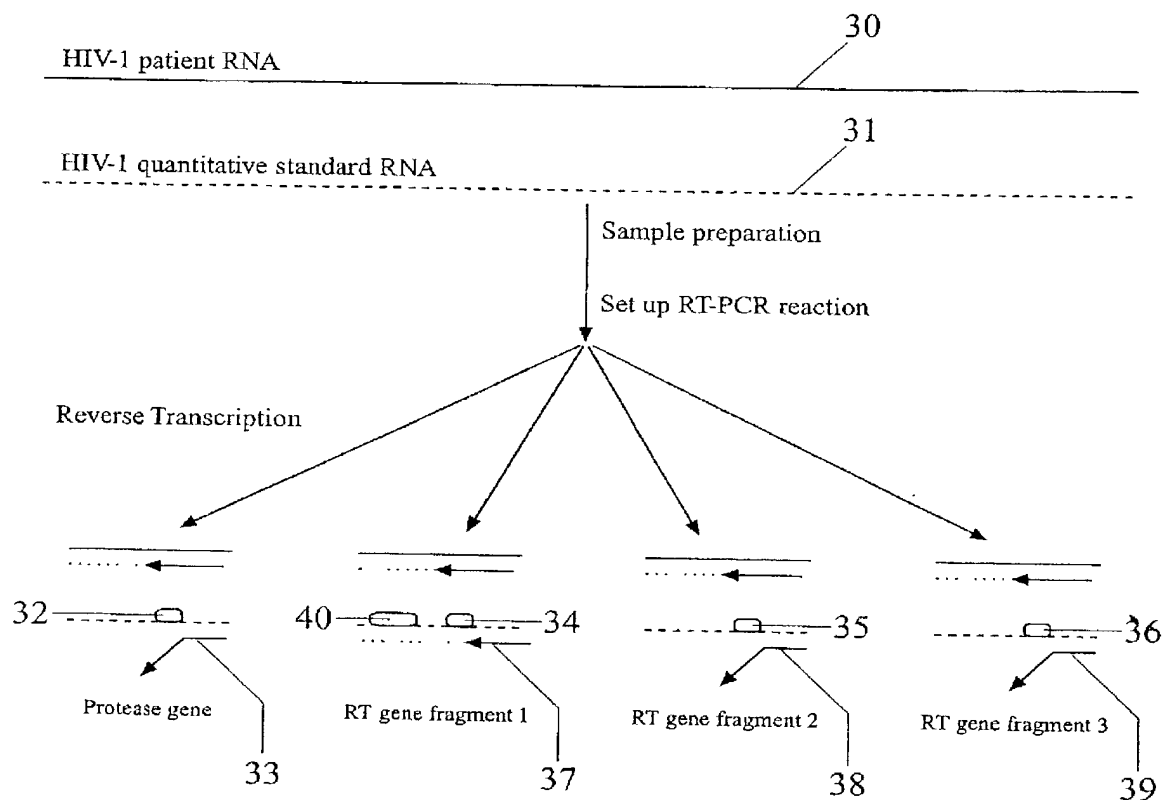 30
HIV-1 patient RNA
31
HIV-1 quantitative standard RNA
Sample preparation
Set up RT-PCR reaction
Reverse Transcription
32
40
34
35
36
Protease gene
RT gene fragment 1
RT gene fragment 2
RT gene fragment 3
33
37
38
39